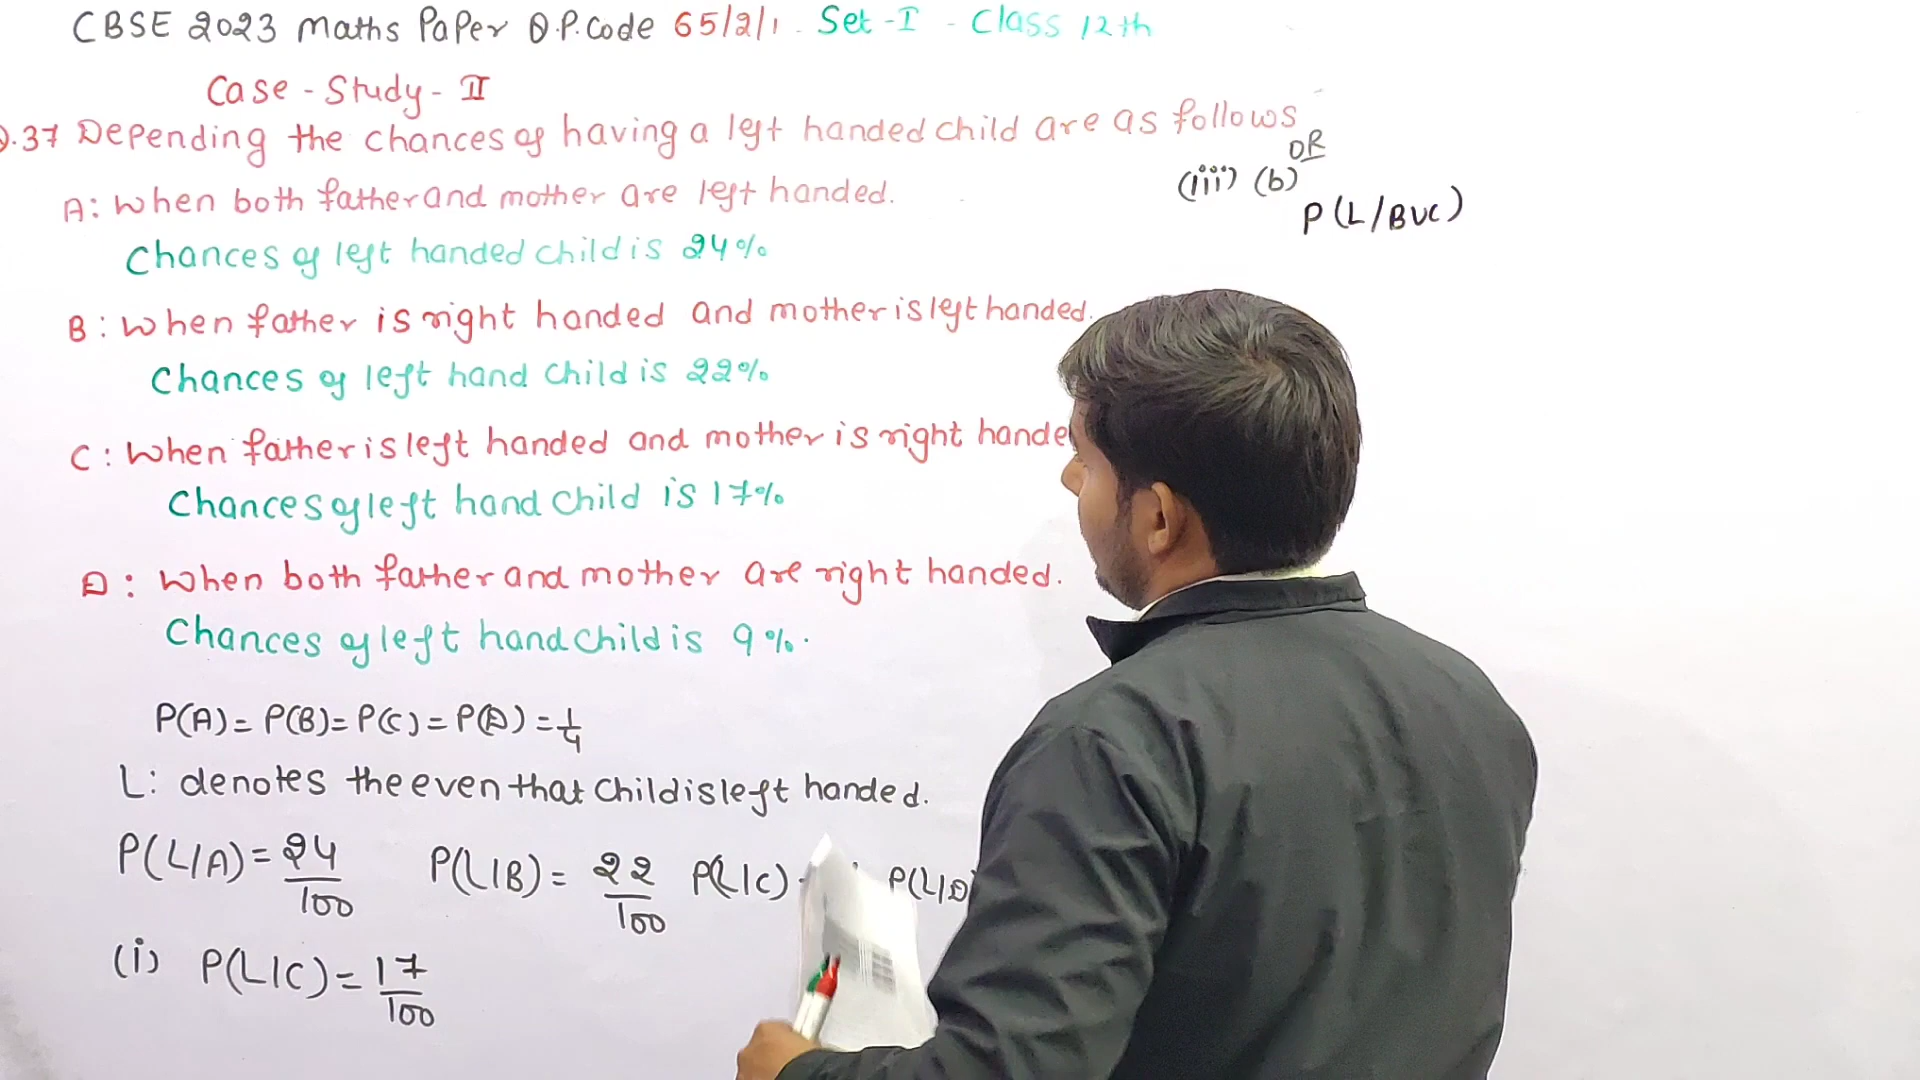 CBSE 2023 Maths Paper Q.P. Code 65/2/1. Set-I - Class 12th
Case-Study-II
Q.37 Depending the chances of having a left handed child are as follows
A: When both father and mother are left handed.
Chances of left handed child is 24%
B: When father is right handed and mother is left handed.
Chances of left hand child is 22%
C: When father is left handed and mother is right hande
Chances of left hand child is 17%
D: When both father and mother are right handed.
Chances of left hand child is 9%.
P(A)= P(B)= P(C)= P(D)=1/4
L: denotes the even that child is left handed.
P(L/A)=24/100 P(L/B)= 22/100 P(L/C) P(L/D)
(i) P(L/C)=17/100
OR
(iii) (b)
P(L/BUC)